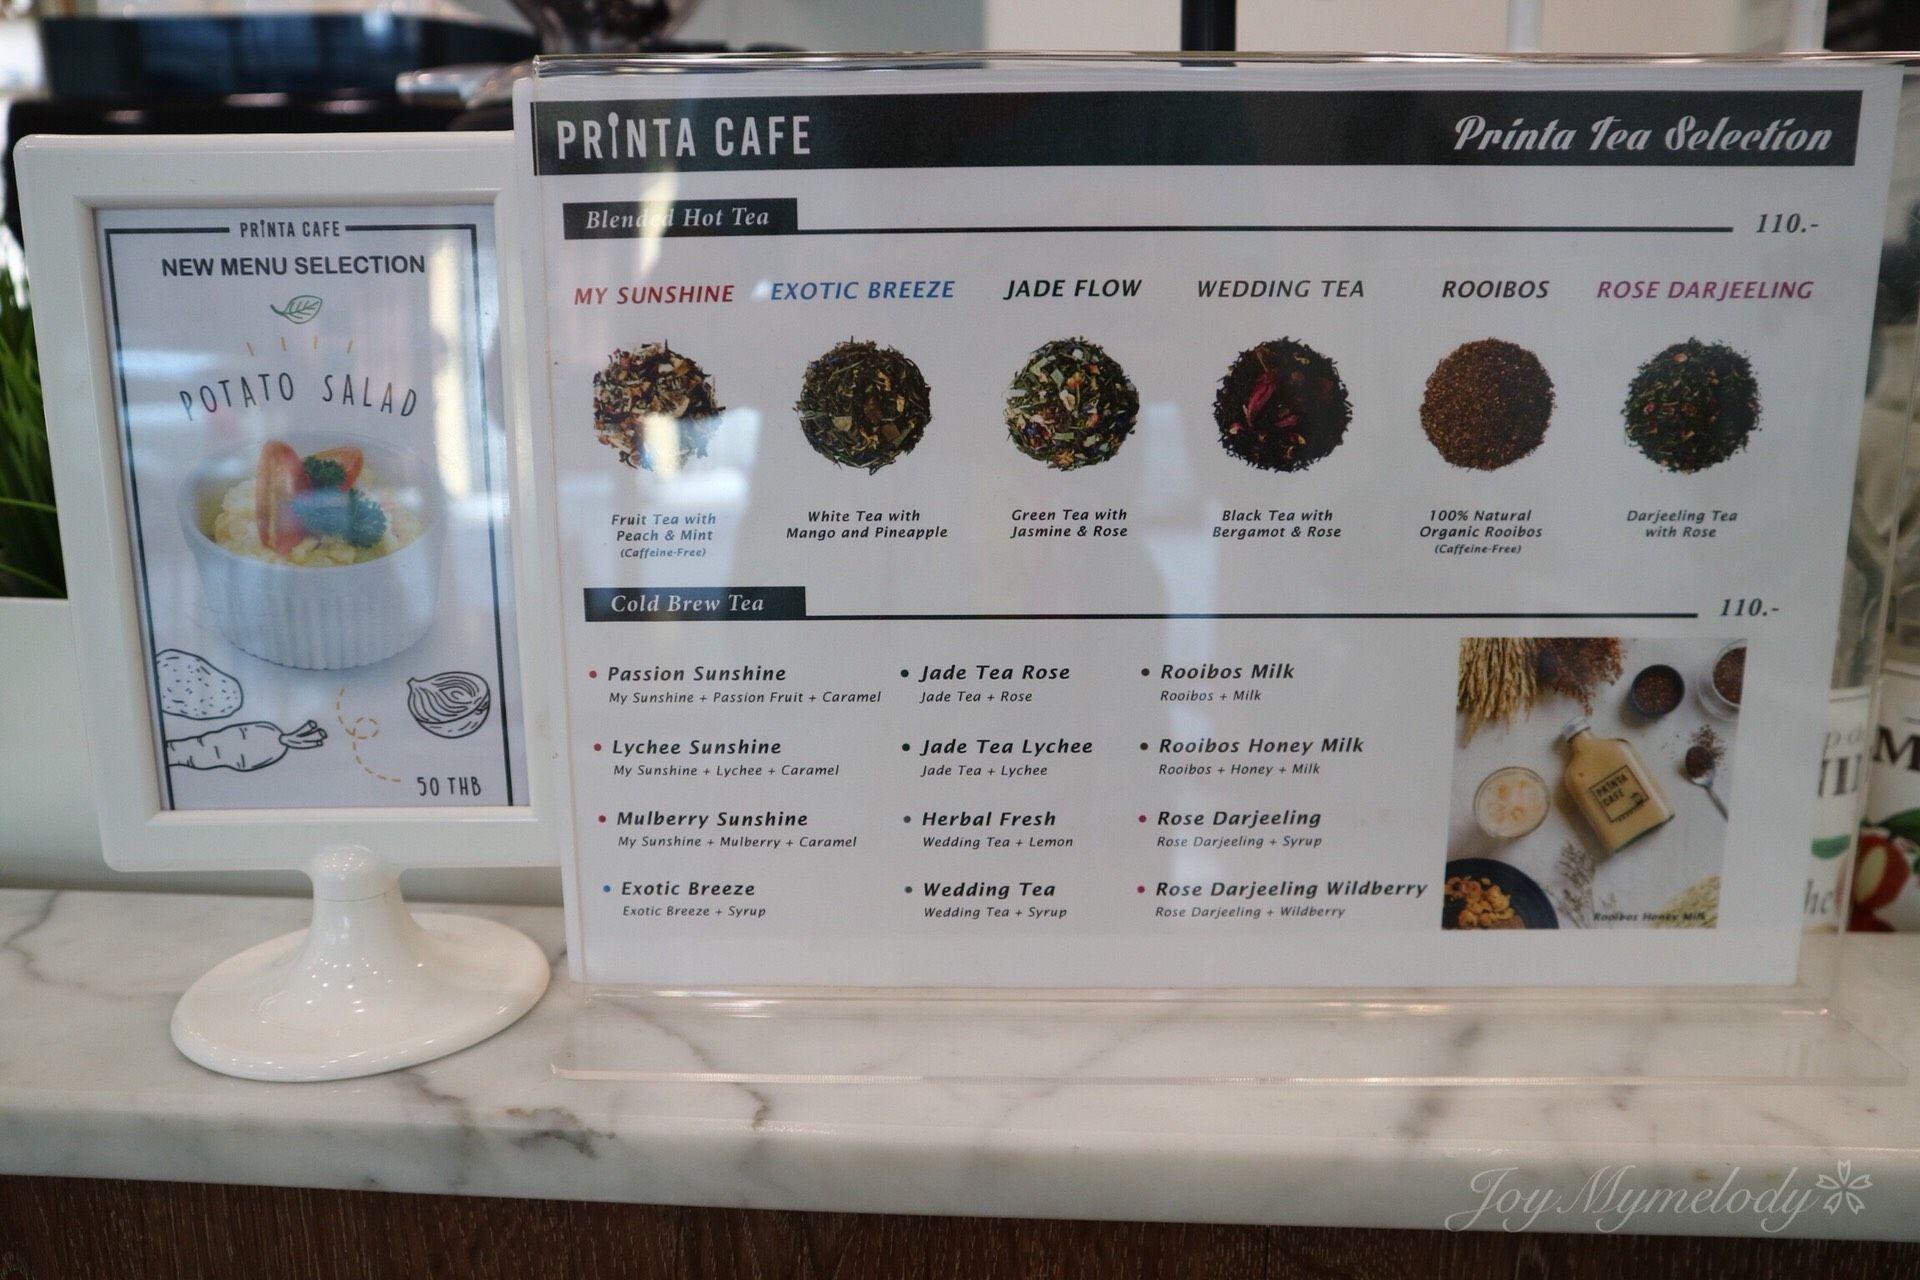 PRINTA CAFE
NEW MENU SELECTION
POTATO SALAD
50 THB
PRINTA CAFE
Printa Tea Selection
Blended Hot Tea
110.-
MY SUNSHINE
Fruit Tea with
Peach & Mint
(Caffeine-Free)
EXOTIC BREEZE
White Tea with
Mango and Pineapple
JADE FLOW
Green Tea with
Jasmine & Rose
WEDDING TEA
Black Tea with
Bergamot & Rose
ROOIBOS
100% Natural
Organic Rooibos
(Caffeine-Free)
ROSE DARJEELING
Darjeeling Tea
with Rose
Cold Brew Tea
110.-
• Passion Sunshine
My Sunshine + Passion Fruit + Caramel
• Lychee Sunshine
My Sunshine + Lychee + Caramel
• Mulberry Sunshine
My Sunshine + Mulberry + Caramel
• Exotic Breeze
Exotic Breeze + Syrup
• Jade Tea Rose
Jade Tea + Rose
• Jade Tea Lychee
Jade Tea + Lychee
• Herbal Fresh
Wedding Tea + Lemon
• Wedding Tea
Wedding Tea + Syrup
• Rooibos Milk
Rooibos + Milk
• Rooibos Honey Milk
Rooibos + Honey + Milk
• Rose Darjeeling
Rose Darjeeling + Syrup
• Rose Darjeeling Wildberry
Rose Darjeeling + Wildberry
PRINTA
CAFE
Rooibos Honey Milk
Joy Mymelody